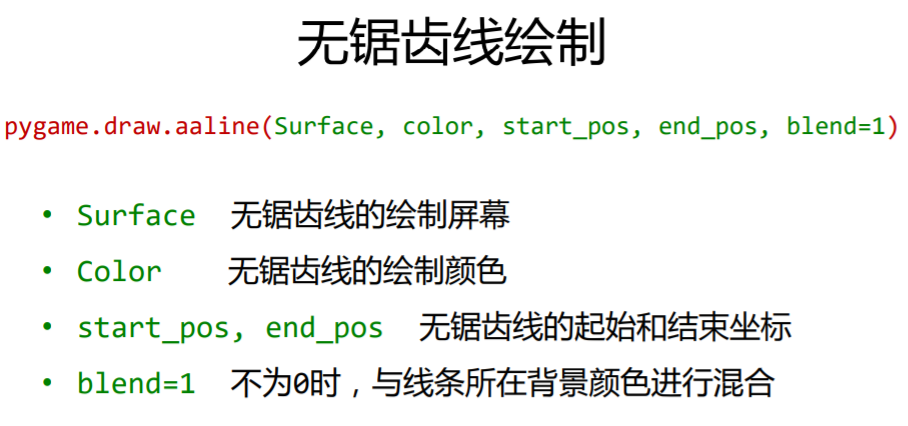 无锯齿线绘制
pygame.draw.aaline(Surface, color, start_pos, end_pos, blend=1)
• Surface 无锯齿线的绘制屏幕
• Color 无锯齿线的绘制颜色
• start_pos, end_pos 无锯齿线的起始和结束坐标
• blend=1 不为0时，与线条所在背景颜色进行混合